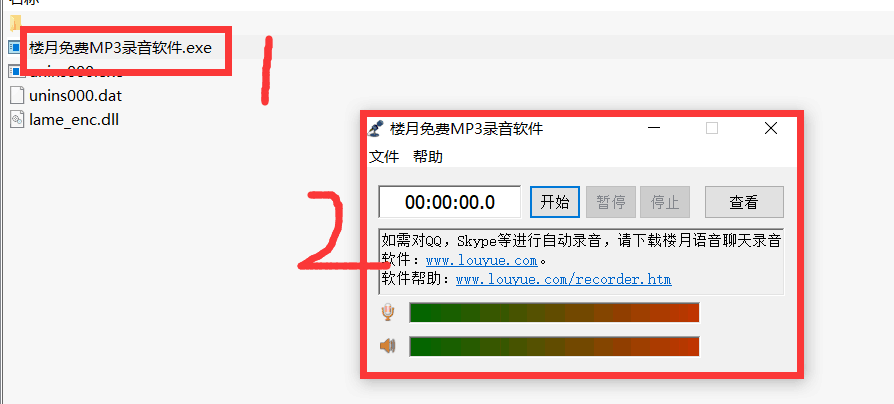 名称
楼月免费MP3录音软件.exe
unins000.exe
unins000.dat
lame_enc.dll
1
2
楼月免费MP3录音软件
文件 帮助
00:00:00.0 开始 暂停 停止 查看
如需对QQ，Skype等进行自动录音，请下载楼月语音聊天录音
软件：www.louyue.com。
软件帮助：www.louyue.com/recorder.htm